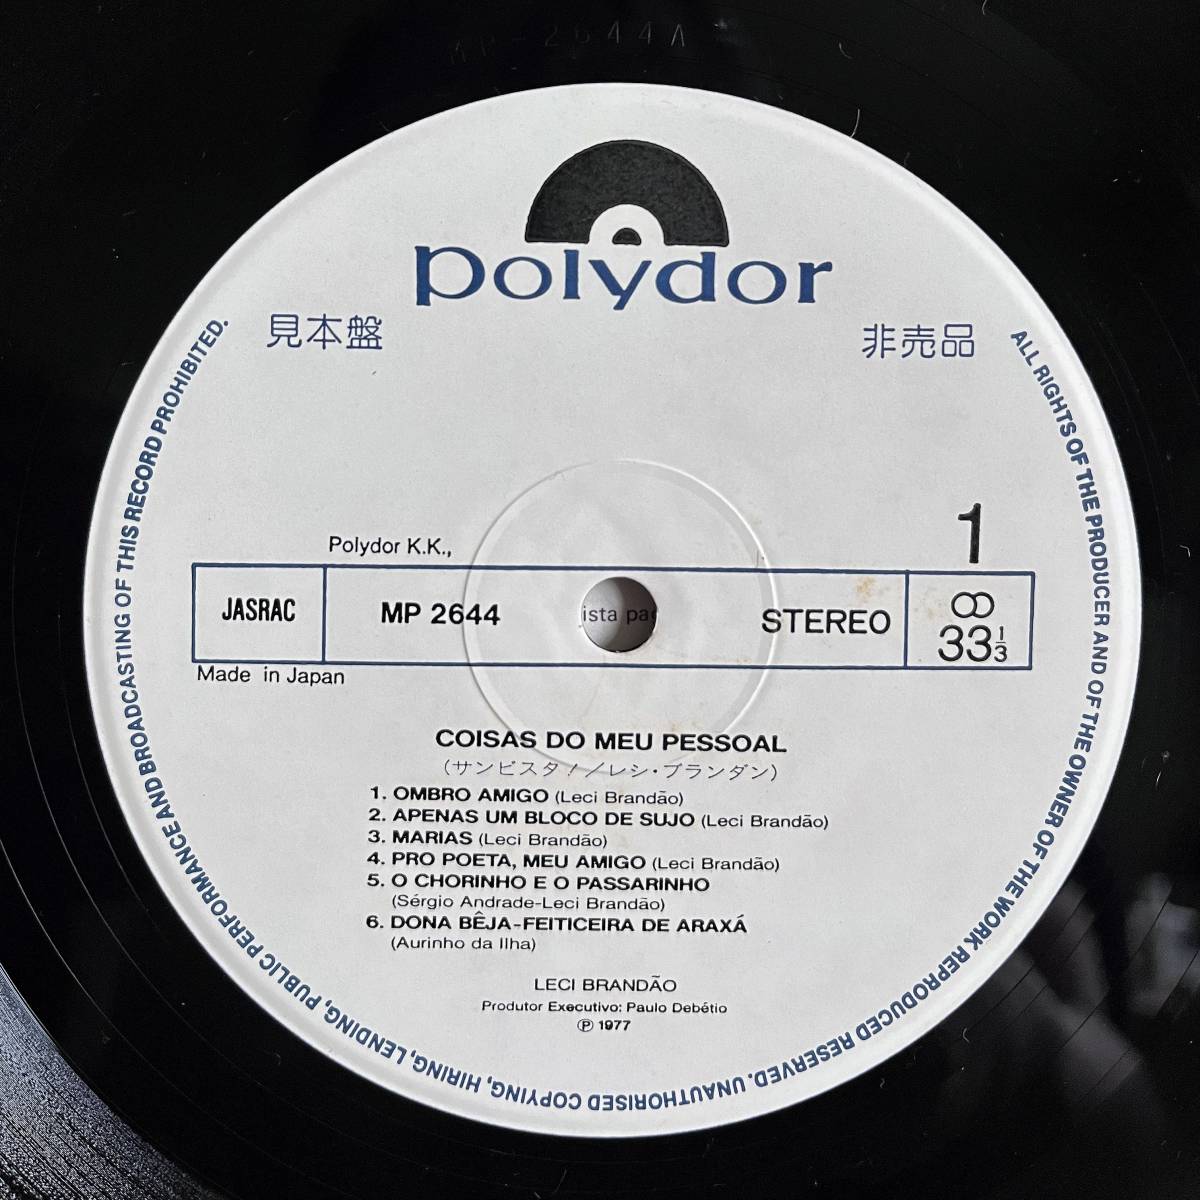 MP-2644A
polydor
見本盤
非売品
1
Polydor K.K.,
JASRAC
MP 2644
ista pa
STEREO
33 1/3
Made in Japan
COISAS DO MEU PESSOAL
(サンビスタ!/レシ・ブランダン)
1. OMBRO AMIGO (Leci Brandão)
2. APENAS UM BLOCO DE SUJO (Leci Brandão)
3. MARIAS (Leci Brandão)
4. PRO POETA, MEU AMIGO (Leci Brandão)
5. O CHORINHO E O PASSARINHO
(Sérgio Andrade-Leci Brandão)
6. DONA BÊJA-FEITICEIRA DE ARAXÁ
(Aurinho da Ilha)
LECI BRANDÃO
Produtor Executivo: Paulo Debétio
℗ 1977
ALL RIGHTS OF THE PRODUCER AND OF THE OWNER OF THE WORK REPRODUCED RESERVED. UNAUTHORISED COPYING, HIRING, LENDING, PUBLIC PERFORMANCE AND BROADCASTING OF THIS RECORD PROHIBITED.